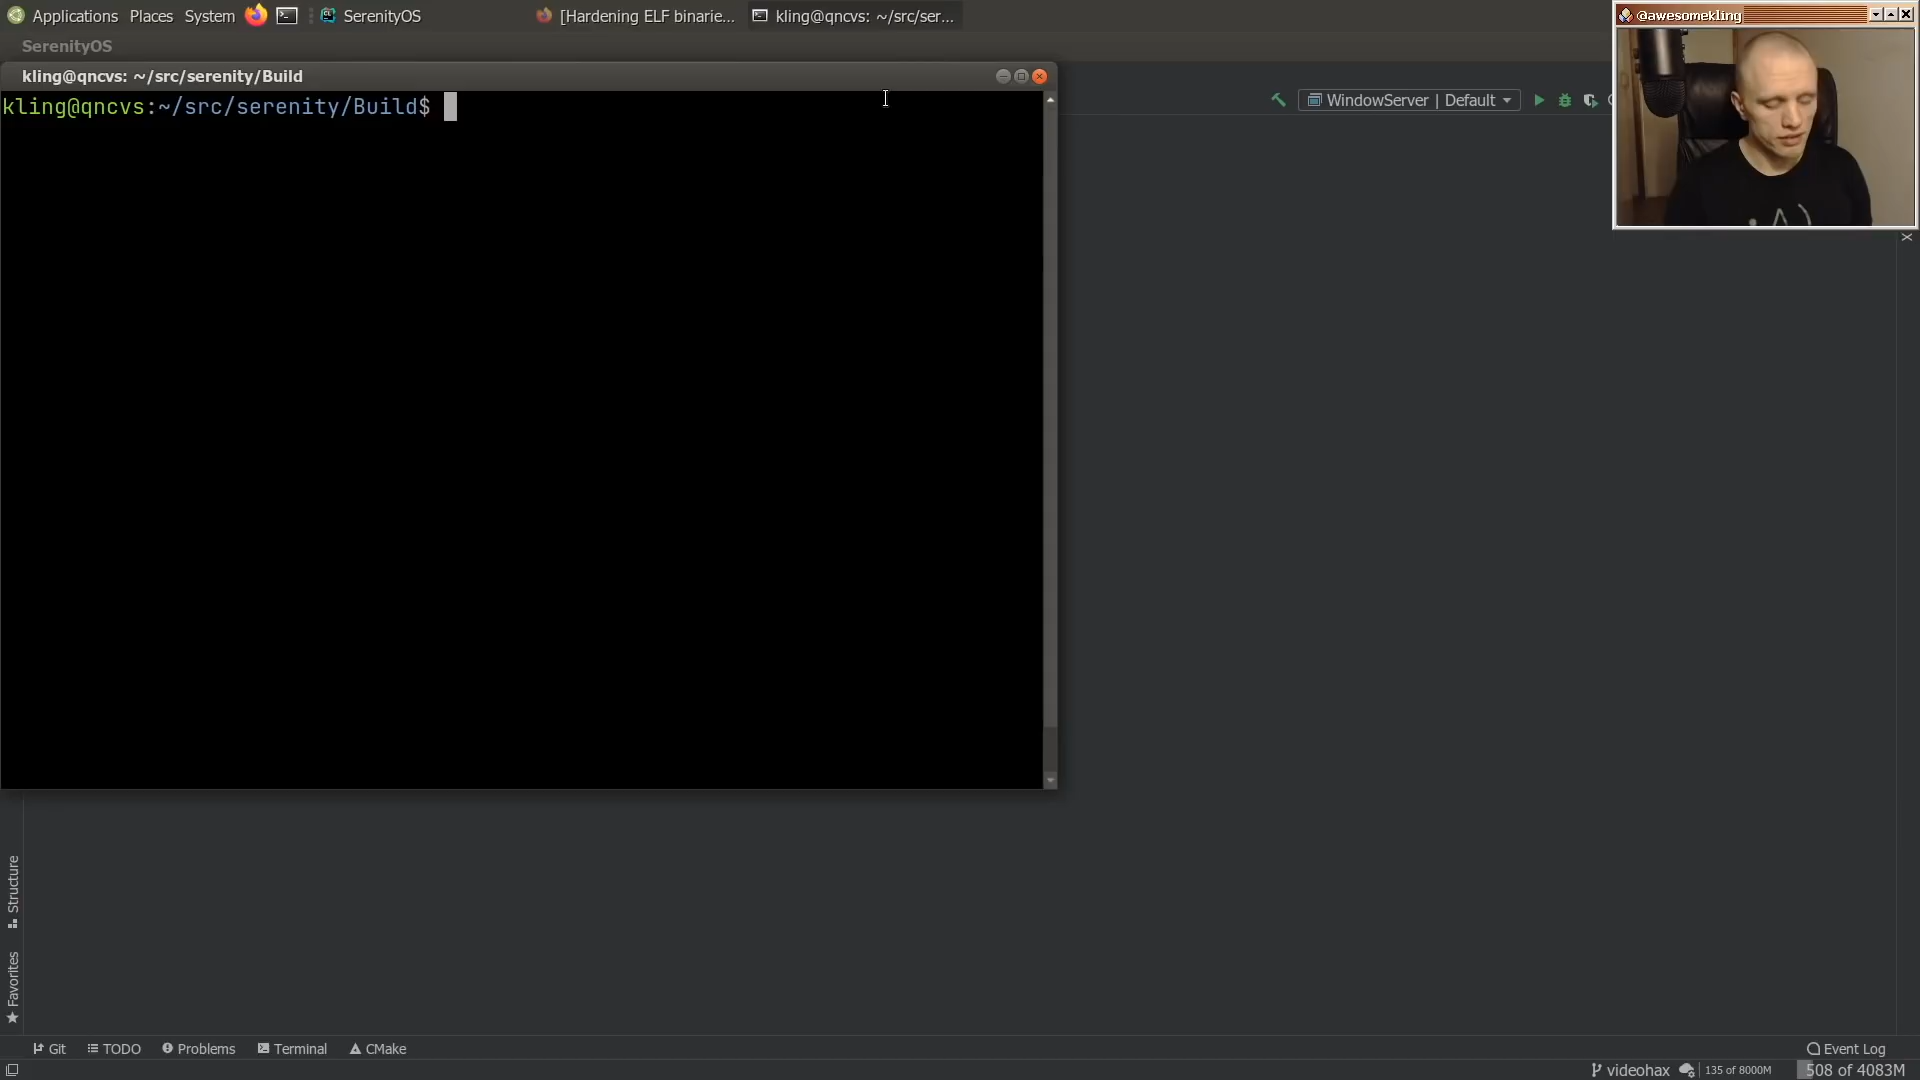 Applications Places System SerenityOS [Hardening ELF binarie... kling@qncvs: ~/src/ser...
@awesomekling
SerenityOS
kling@qncvs: ~/src/serenity/Build
WindowServer | Default
kling@qncvs:~/src/serenity/Build$
Structure
Favorites
Git TODO Problems Terminal CMake Event Log
videohax 135 of 8000M 508 of 4083M